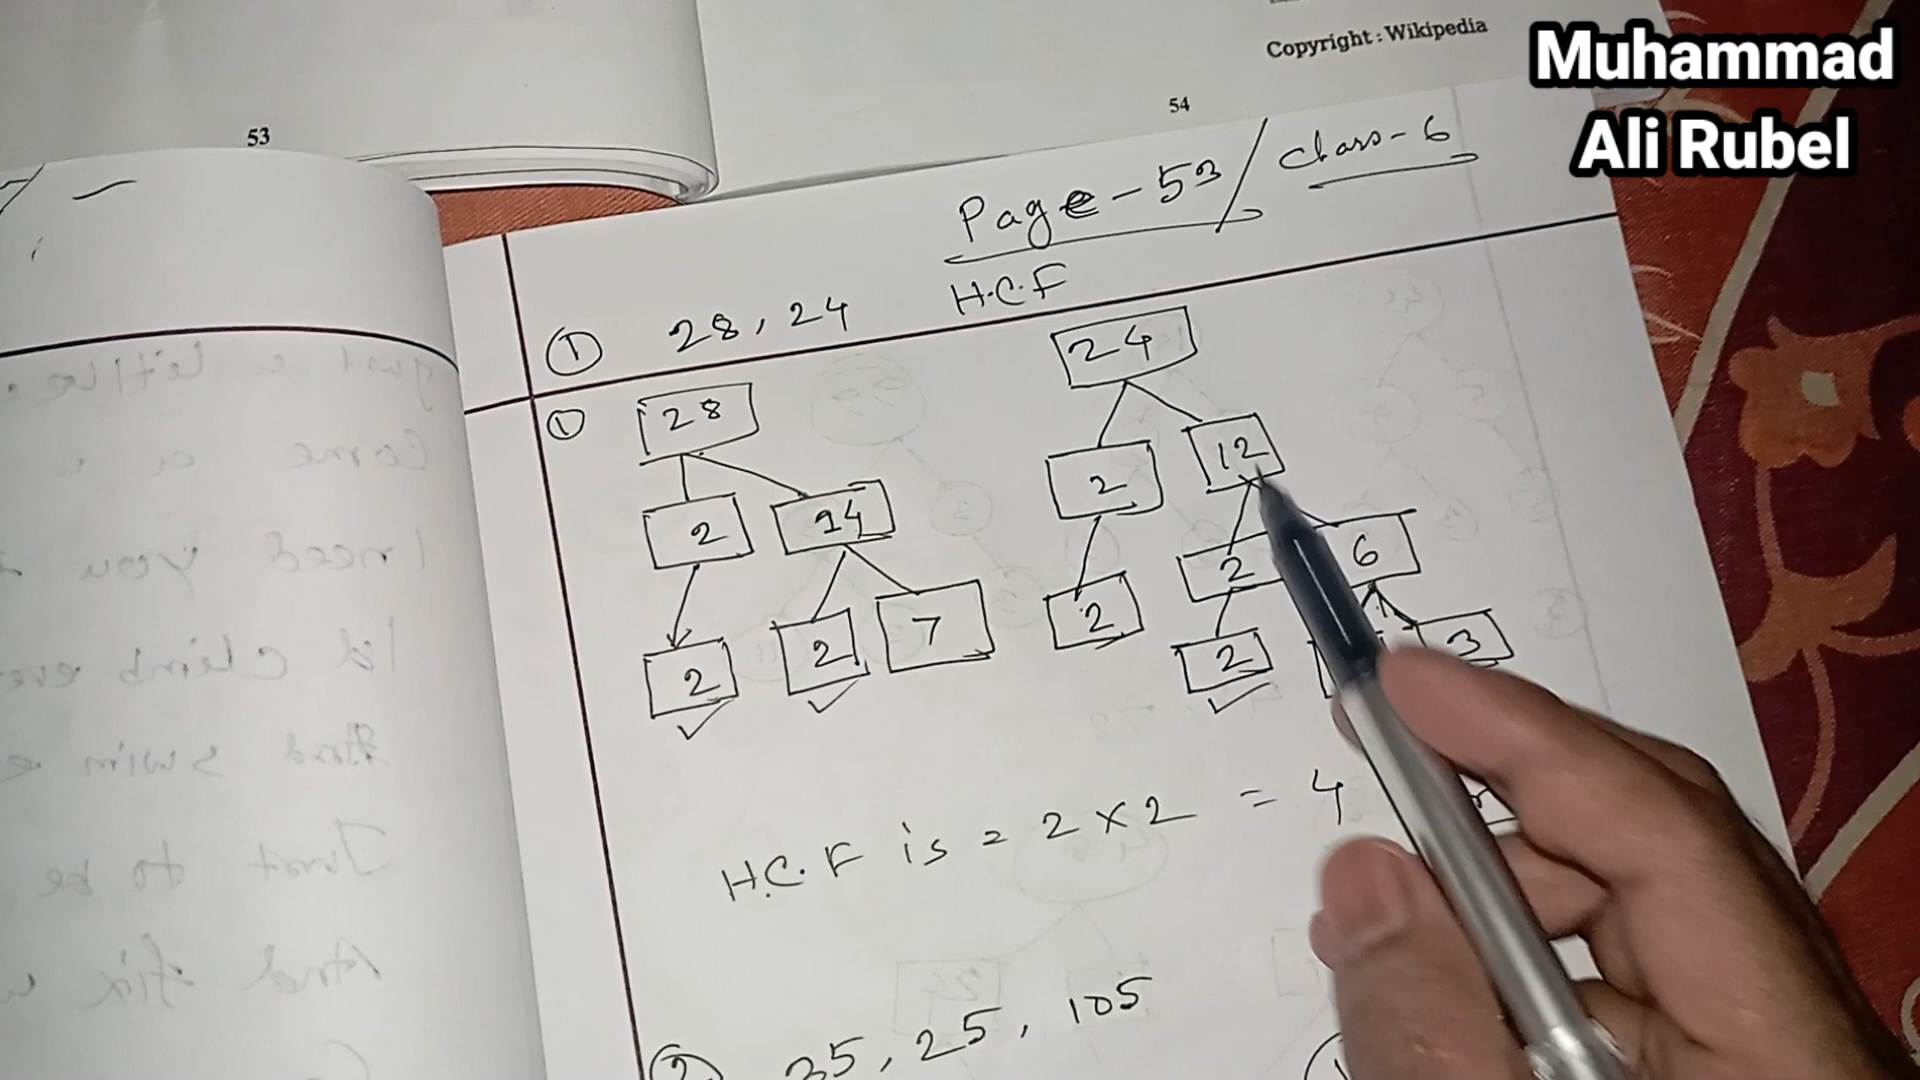 Copyright : Wikipedia
Muhammad
Ali Rubel
53
54
Page - 53 / Class - 6
H.C.F
① 28, 24
①
28
2 14
2 2 7
24
2 12
2 6
2 2 3
H.C.F is = 2 × 2 = 4
② 35, 25, 105